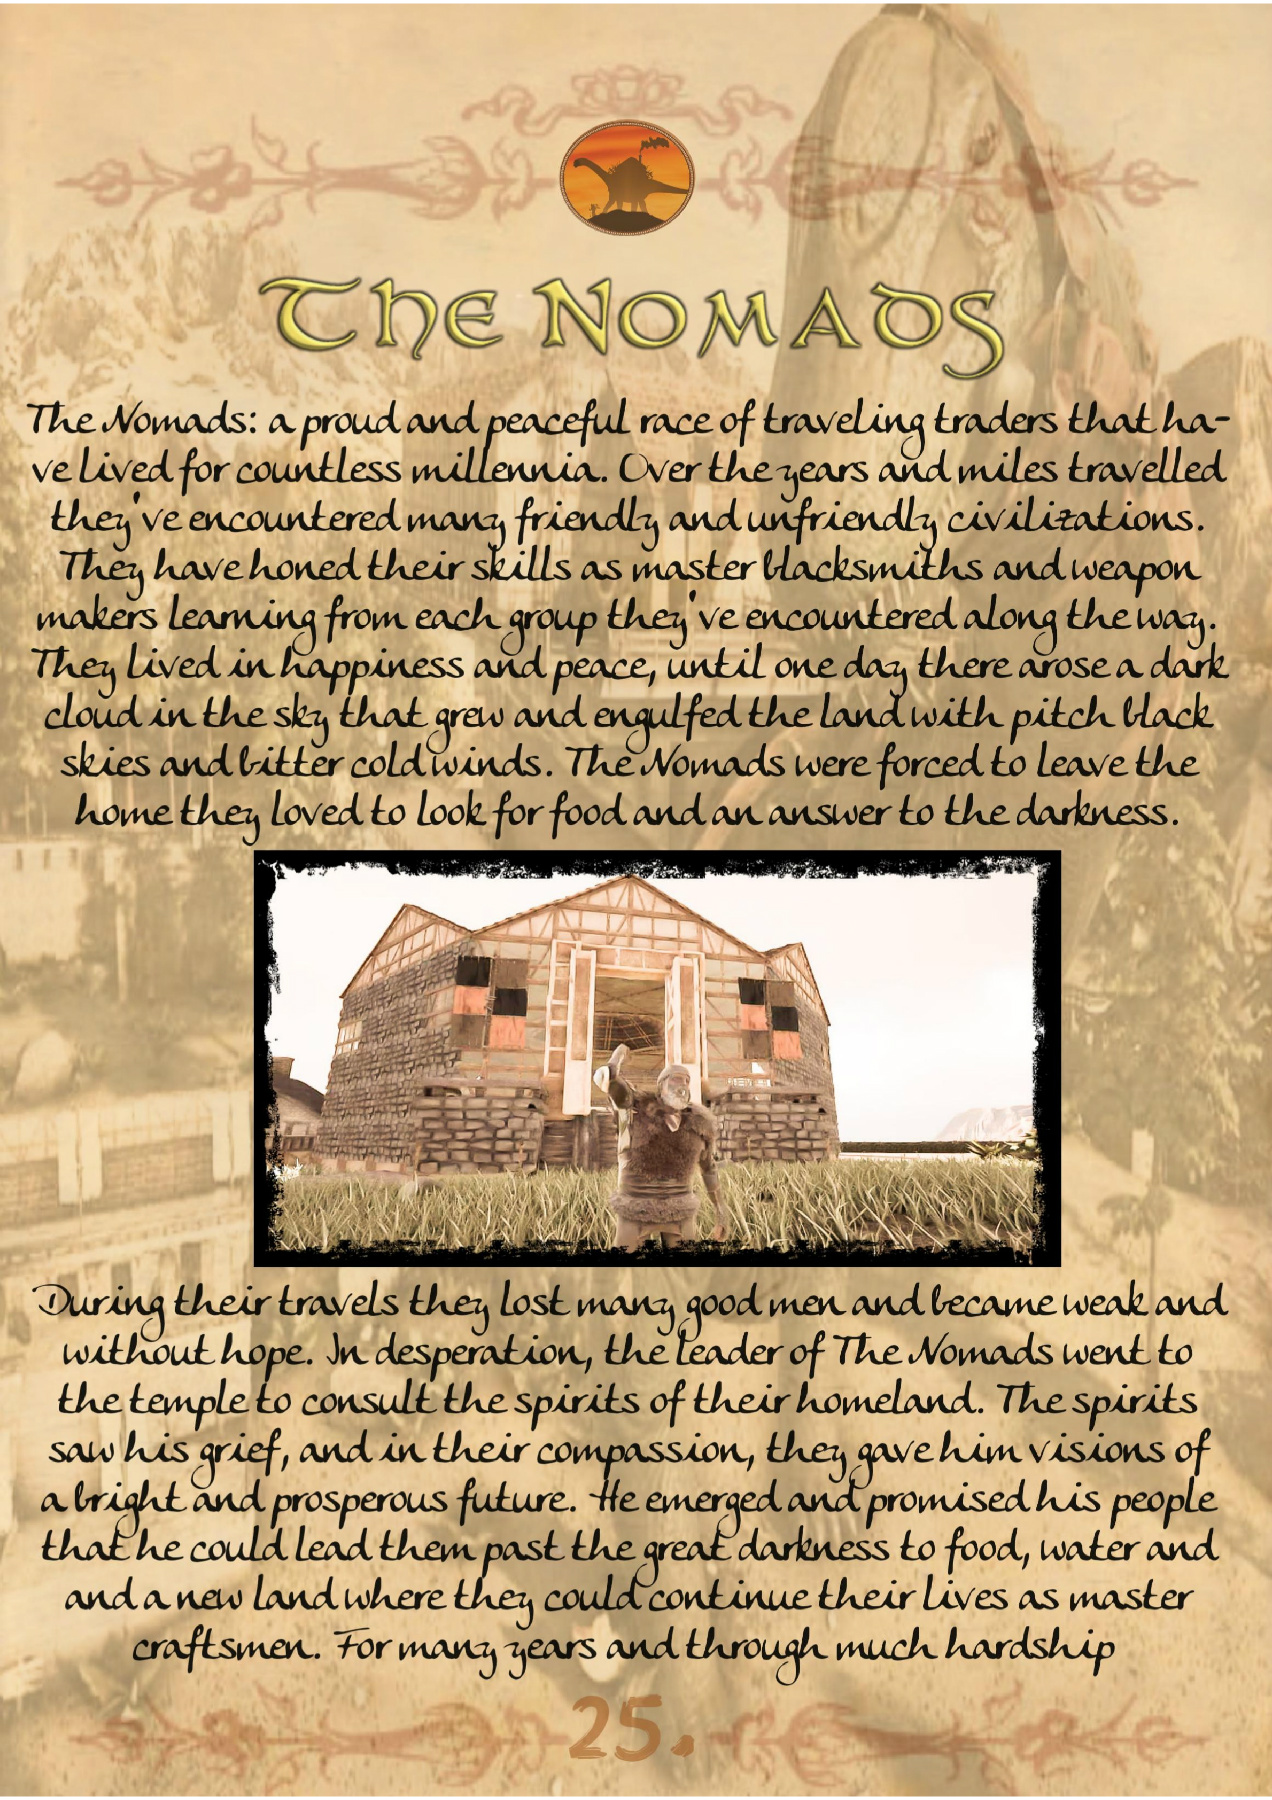 The Nomads
The Nomads: a proud and peaceful race of traveling traders that ha-
ve lived for countless millennia. Over the years and miles travelled
they've encountered many friendly and unfriendly civilizations.
They have honed their skills as master blacksmiths and weapon
makers learning from each group they've encountered along the way.
They lived in happiness and peace, until one day there arose a dark
cloud in the sky that grew and engulfed the land with pitch black
skies and bitter cold winds. The Nomads were forced to leave the
home they loved to look for food and an answer to the darkness.
During their travels they lost many good men and became weak and
without hope. In desperation, the leader of The Nomads went to
the temple to consult the spirits of their homeland. The spirits
saw his grief, and in their compassion, they gave him visions of
a bright and prosperous future. He emerged and promised his people
that he could lead them past the great darkness to food, water and
and a new land where they could continue their lives as master
craftsmen. For many years and through much hardship
25.